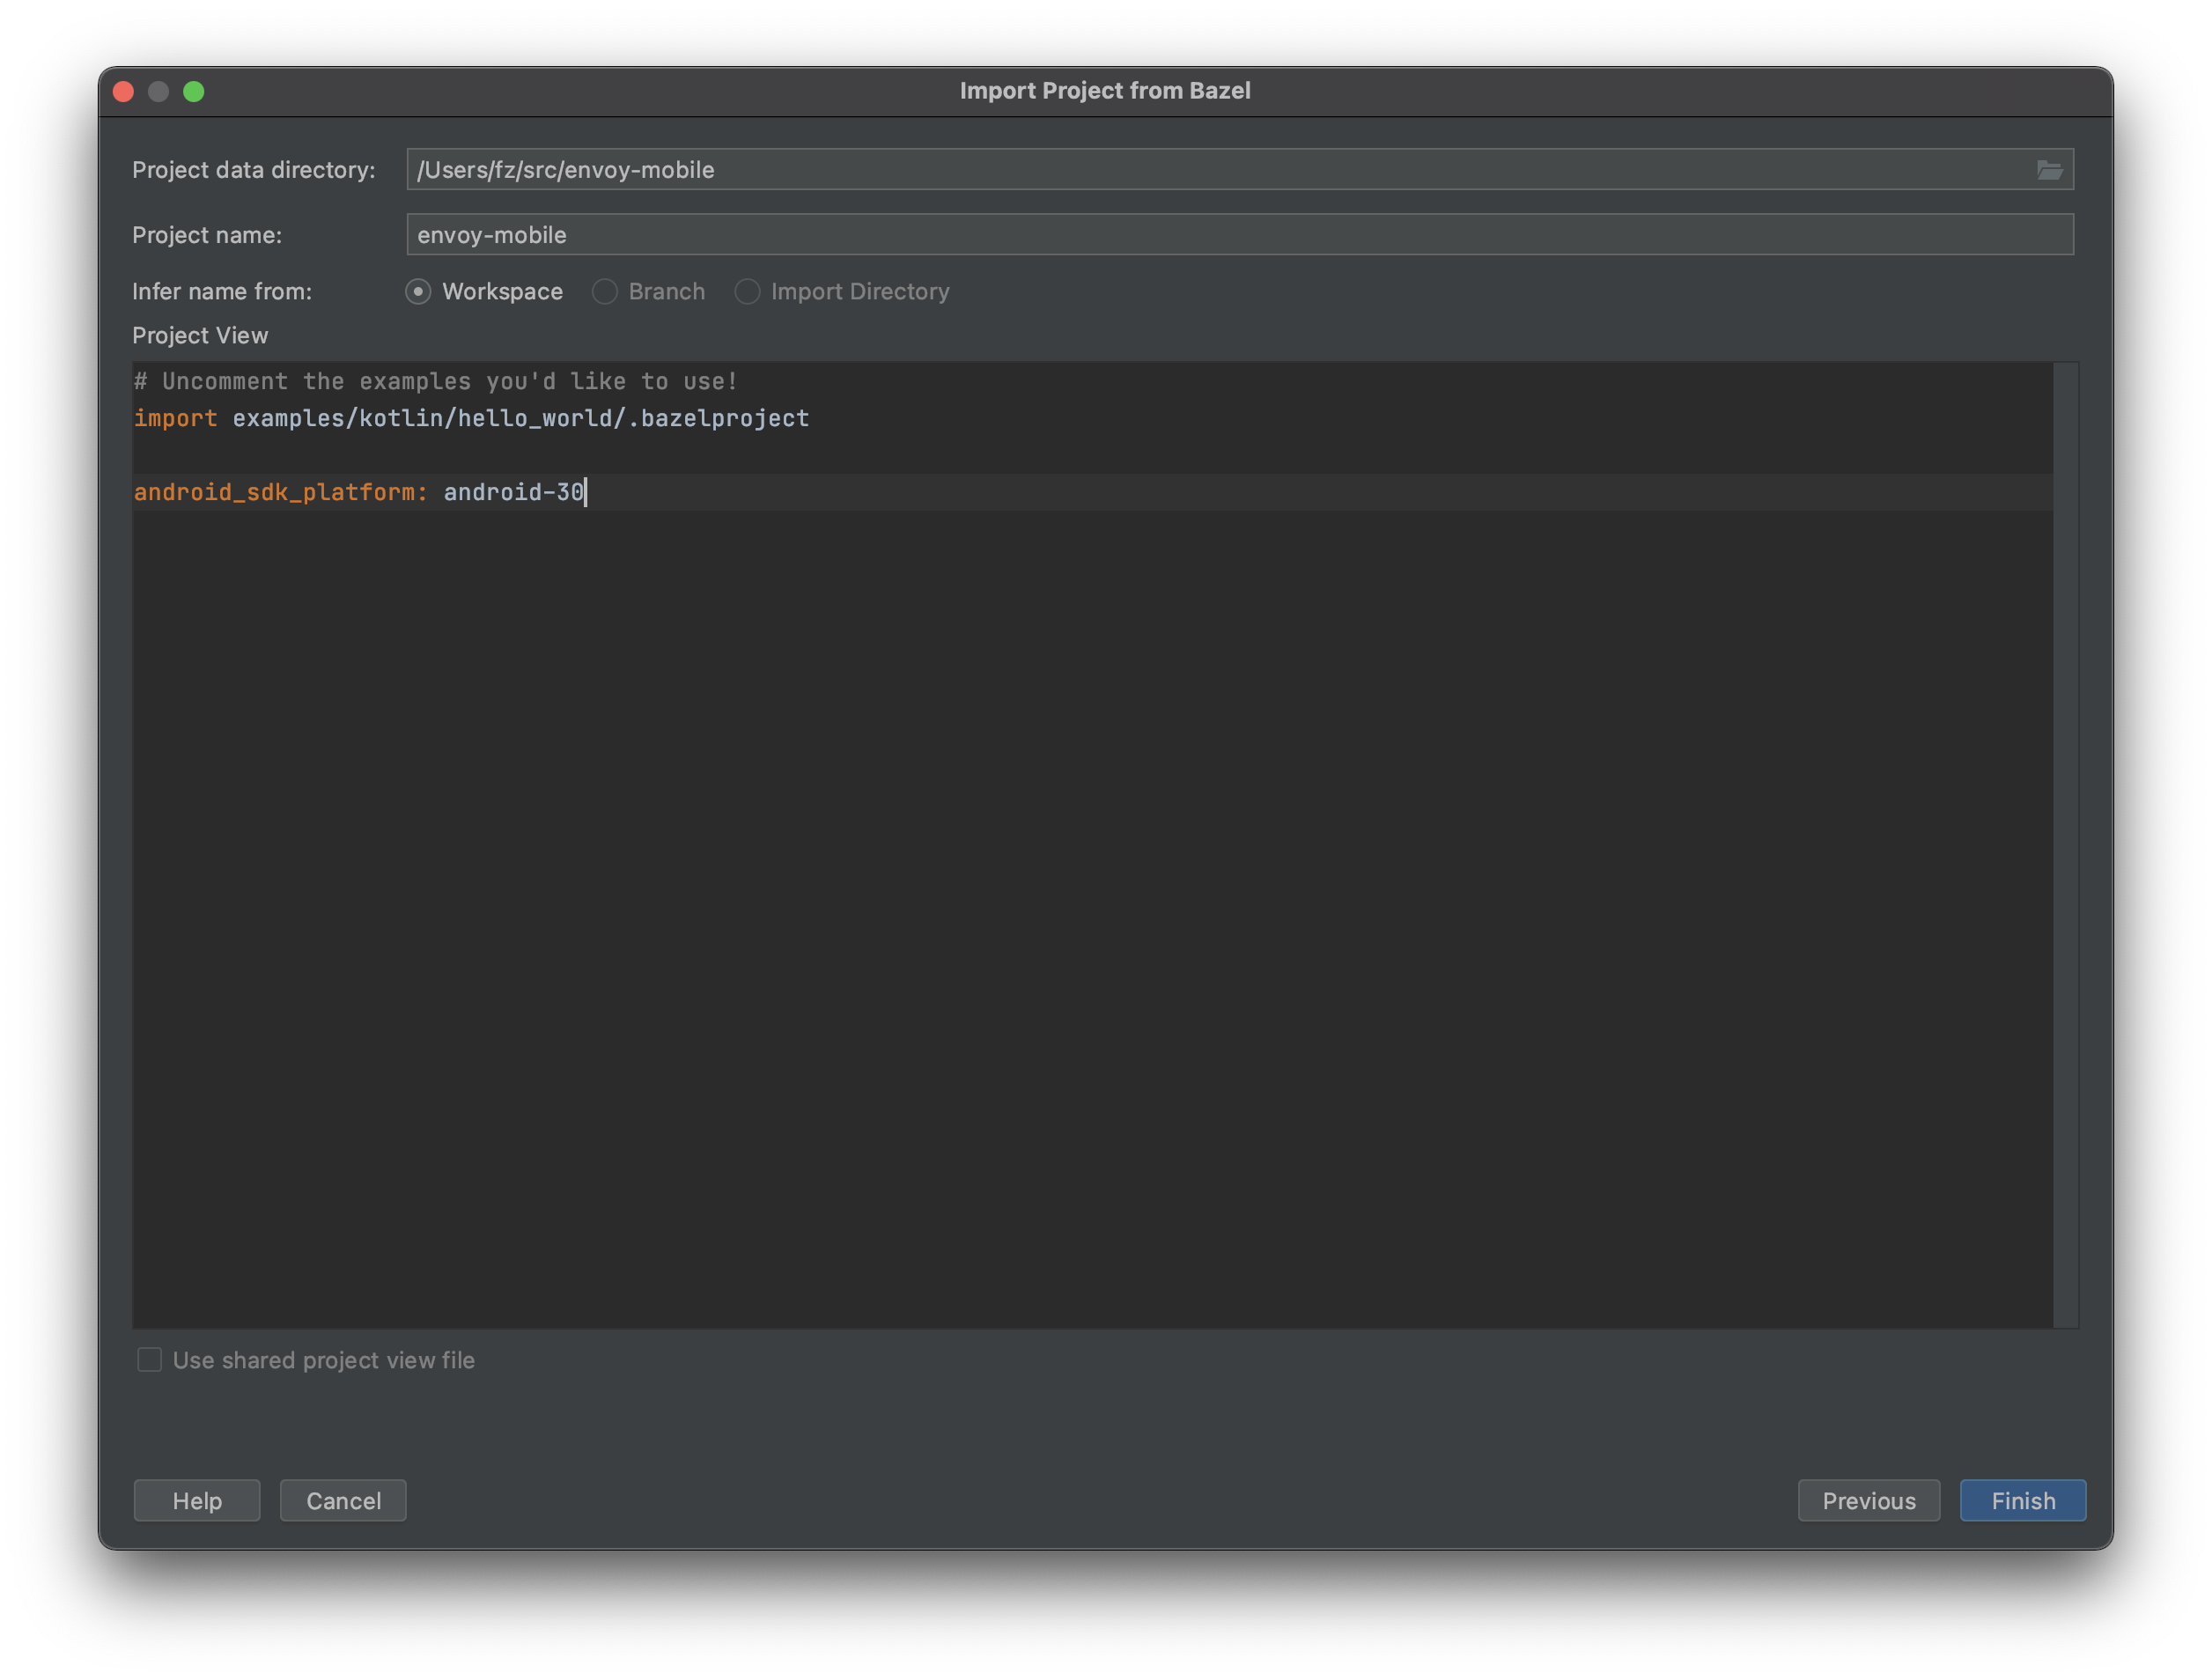 Import Project from Bazel
Project data directory: /Users/fz/src/envoy-mobile
Project name: envoy-mobile
Infer name from: Workspace Branch Import Directory
Project View
# Uncomment the examples you'd like to use!
import examples/kotlin/hello_world/.bazelproject
android_sdk_platform: android-30
Use shared project view file
Help Cancel Previous Finish